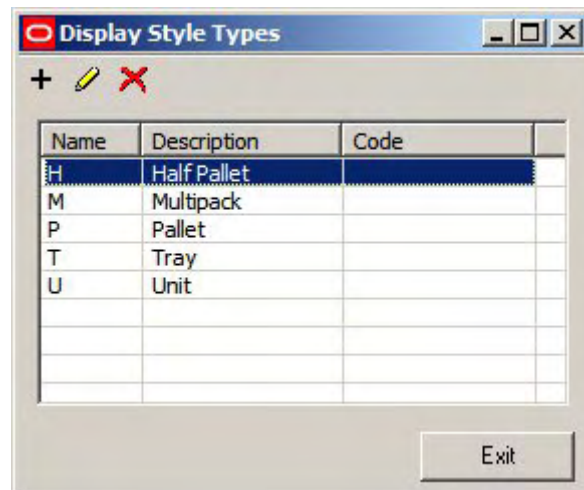 Display Style Types
Name Description Code
H Half Pallet
M Multipack
P Pallet
T Tray
U Unit
Exit